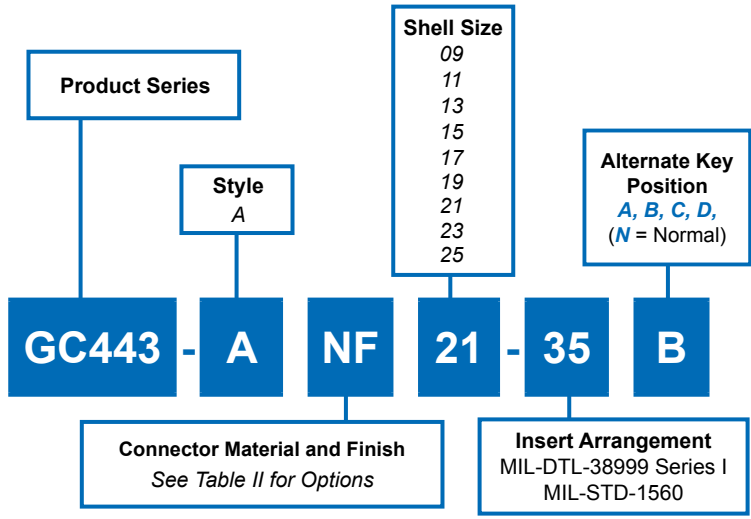 Product Series
Style
A
Shell Size
09
11
13
15
17
19
21
23
25
Alternate Key
Position
A, B, C, D,
(N = Normal)
GC443 - A NF 21 - 35 B
Connector Material and Finish
See Table II for Options
Insert Arrangement
MIL-DTL-38999 Series I
MIL-STD-1560